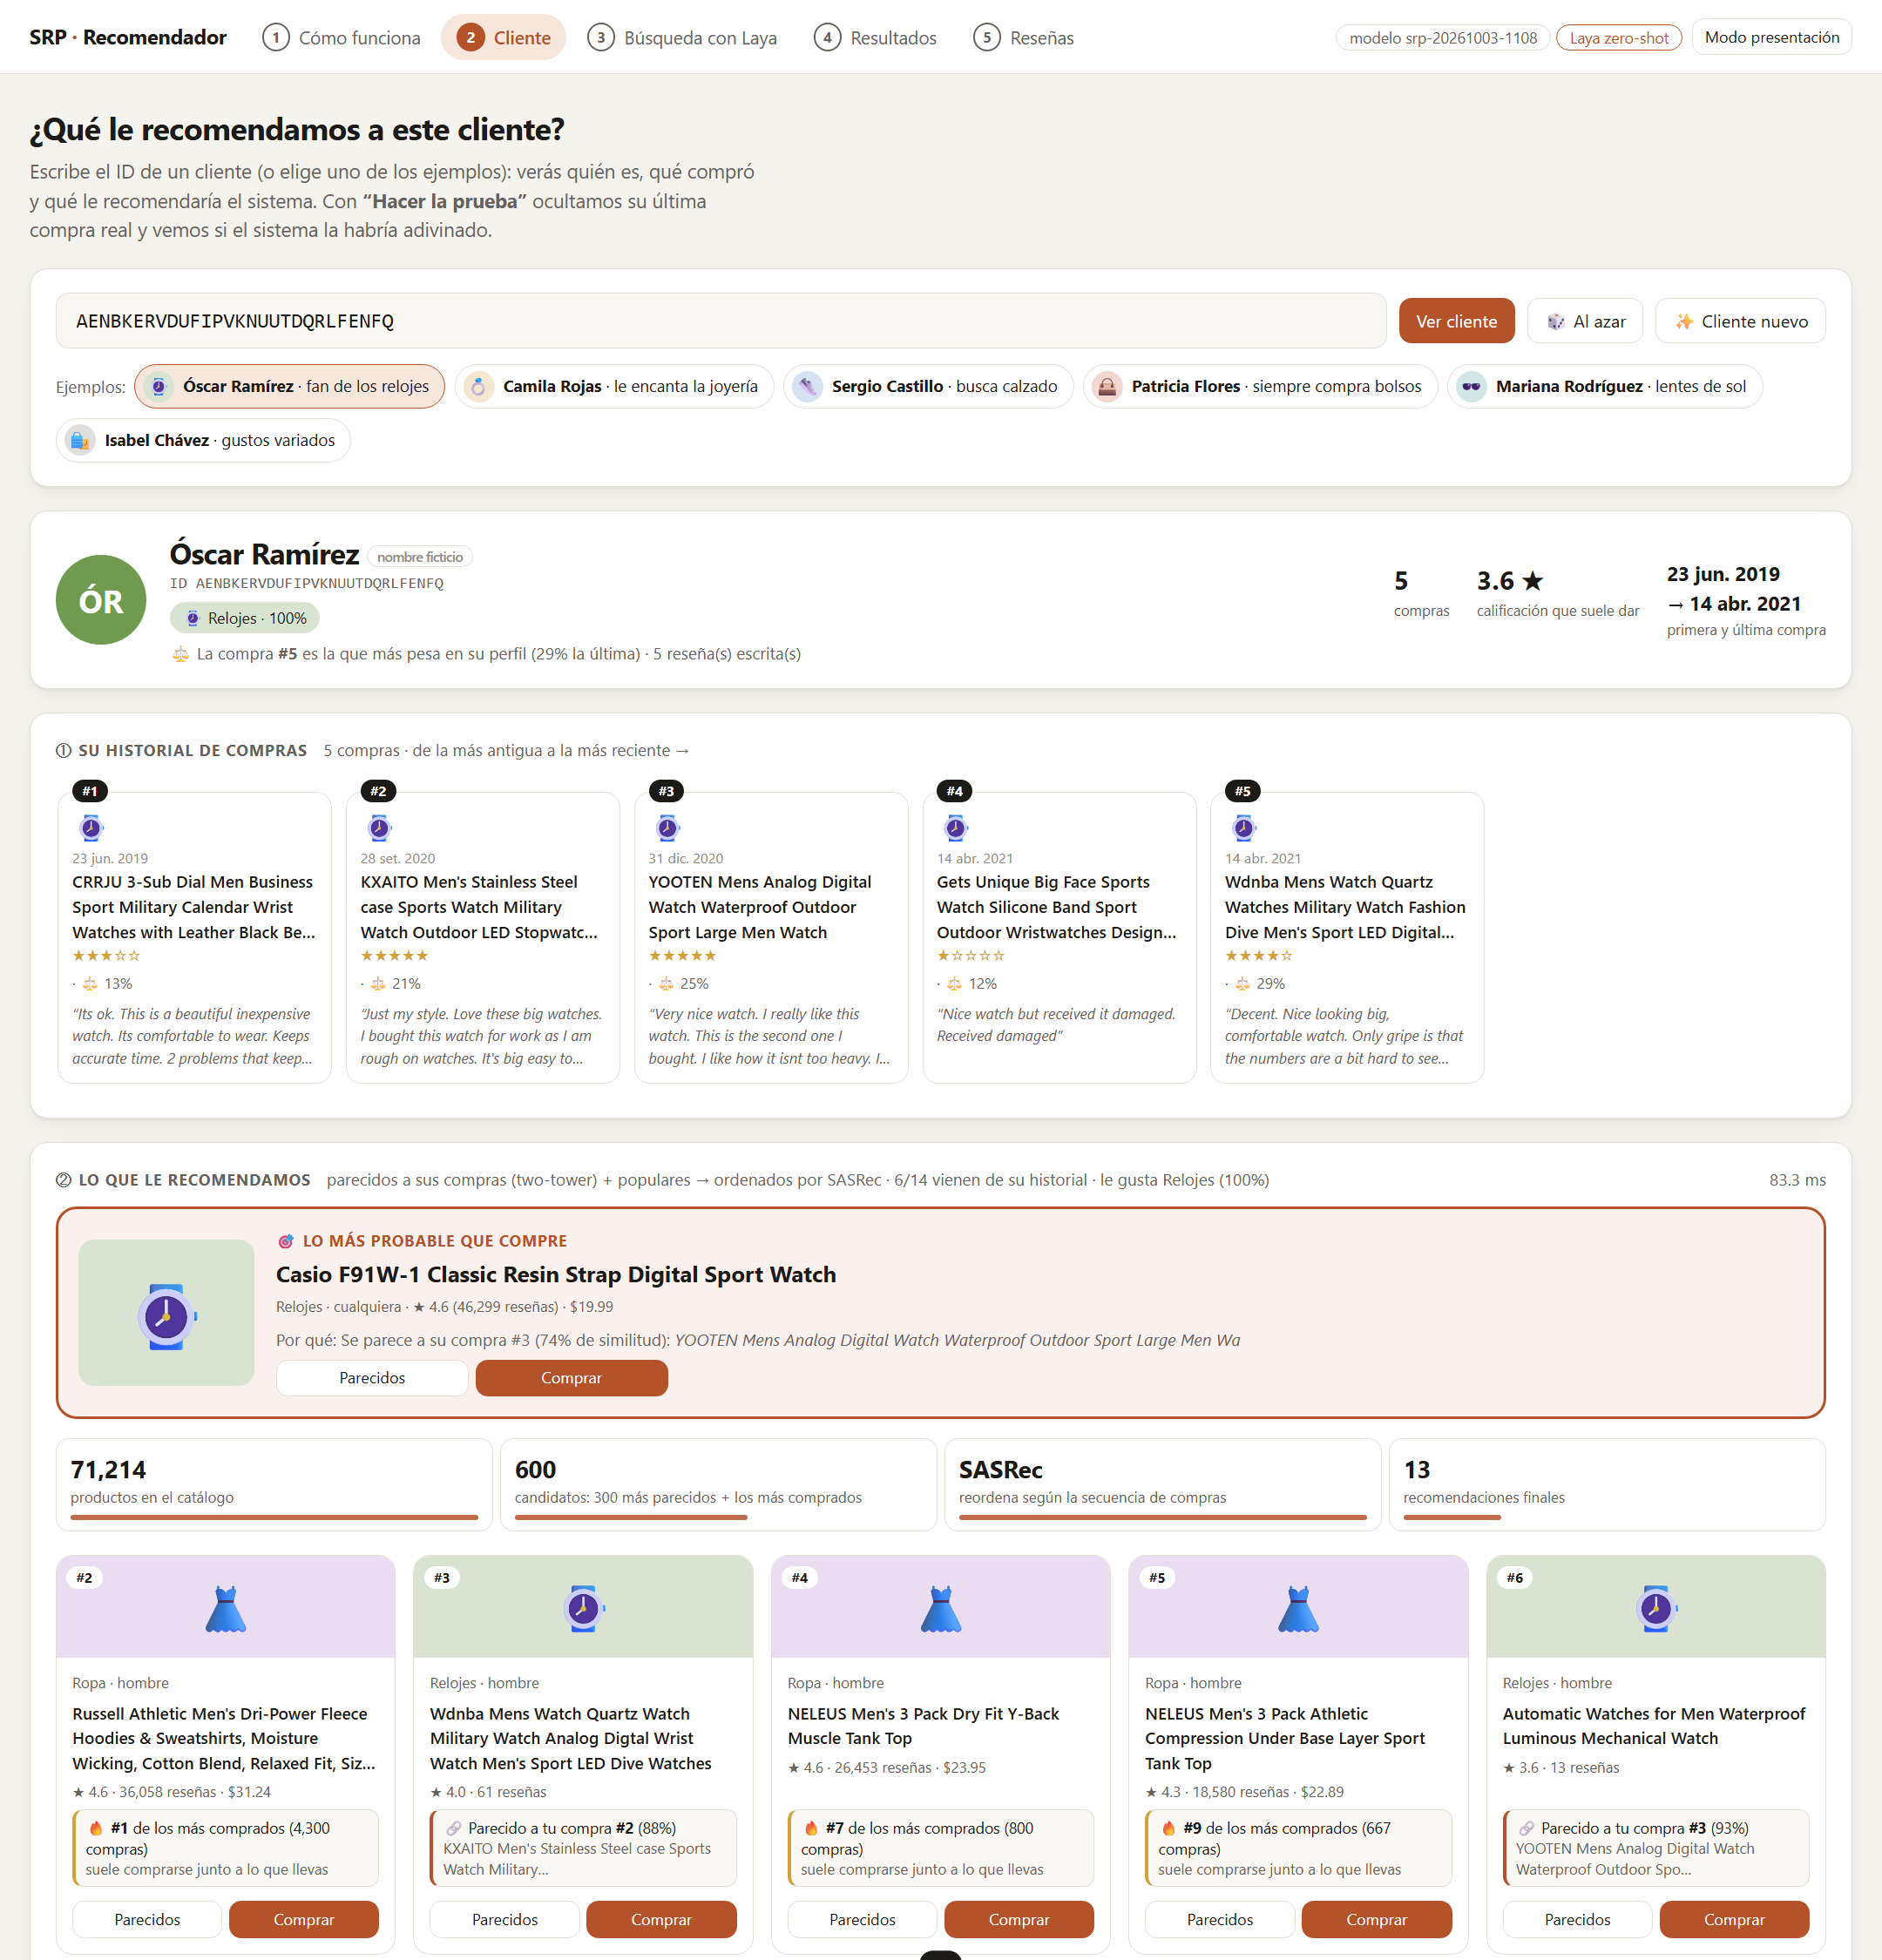 SRP · Recomendador
1 Cómo funciona
2 Cliente
3 Búsqueda con Laya
4 Resultados
5 Reseñas
modelo srp-20261003-1108
Laya zero-shot
Modo presentación
¿Qué le recomendamos a este cliente?
Escribe el ID de un cliente (o elige uno de los ejemplos): verás quién es, qué compró
y qué le recomendaría el sistema. Con “Hacer la prueba” ocultamos su última
compra real y vemos si el sistema la habría adivinado.
AENBKERVDUFIPVKNUUTDQRLFENFQ
Ver cliente
Al azar
Cliente nuevo
Ejemplos:
Óscar Ramírez · fan de los relojes
Camila Rojas · le encanta la joyería
Sergio Castillo · busca calzado
Patricia Flores · siempre compra bolsos
Mariana Rodríguez · lentes de sol
Isabel Chávez · gustos variados
ÓR
Óscar Ramírez nombre ficticio
ID AENBKERVDUFIPVKNUUTDQRLFENFQ
Relojes · 100%
La compra #5 es la que más pesa en su perfil (29% la última) · 5 reseña(s) escrita(s)
5
compras
3.6 ★
calificación que suele dar
23 jun. 2019
→ 14 abr. 2021
primera y última compra
① SU HISTORIAL DE COMPRAS 5 compras · de la más antigua a la más reciente →
#1
23 jun. 2019
CRRJU 3-Sub Dial Men Business
Sport Military Calendar Wrist
Watches with Leather Black Be...
★★★☆☆
· 13%
“Its ok. This is a beautiful inexpensive
watch. Its comfortable to wear. Keeps
accurate time. 2 problems that keep...
#2
28 set. 2020
KXAITO Men's Stainless Steel
case Sports Watch Military
Watch Outdoor LED Stopwatc...
★★★★★
· 21%
“Just my style. Love these big watches.
I bought this watch for work as I am
rough on watches. It's big easy to...
#3
31 dic. 2020
YOOTEN Mens Analog Digital
Watch Waterproof Outdoor
Sport Large Men Watch
★★★★★
· 25%
“Very nice watch. I really like this
watch. This is the second one I
bought. I like how it isnt too heavy. I...
#4
14 abr. 2021
Gets Unique Big Face Sports
Watch Silicone Band Sport
Outdoor Wristwatches Design...
★☆☆☆☆
· 12%
“Nice watch but received it damaged.
Received damaged”
#5
14 abr. 2021
Wdnba Mens Watch Quartz
Watches Military Watch Fashion
Dive Men's Sport LED Digital...
★★★★☆
· 29%
“Decent. Nice looking big,
comfortable watch. Only gripe is that
the numbers are a bit hard to see...
② LO QUE LE RECOMENDAMOS parecidos a sus compras (two-tower) + populares → ordenados por SASRec · 6/14 vienen de su historial · le gusta Relojes (100%)
83.3 ms
LO MÁS PROBABLE QUE COMPRE
Casio F91W-1 Classic Resin Strap Digital Sport Watch
Relojes · cualquiera · ★ 4.6 (46,299 reseñas) · $19.99
Por qué: Se parece a su compra #3 (74% de similitud): YOOTEN Mens Analog Digital Watch Waterproof Outdoor Sport Large Men Wa
Parecidos
Comprar
71,214
productos en el catálogo
600
candidatos: 300 más parecidos + los más comprados
SASRec
reordena según la secuencia de compras
13
recomendaciones finales
#2
Ropa · hombre
Russell Athletic Men's Dri-Power Fleece
Hoodies & Sweatshirts, Moisture
Wicking, Cotton Blend, Relaxed Fit, Siz...
★ 4.6 · 36,058 reseñas · $31.24
#1 de los más comprados (4,300
compras)
suele comprarse junto a lo que llevas
Parecidos
Comprar
#3
Relojes · hombre
Wdnba Mens Watch Quartz Watch
Military Watch Analog Digtal Wrist
Watch Men's Sport LED Dive Watches
★ 4.0 · 61 reseñas
Parecido a tu compra #2 (88%)
KXAITO Men's Stainless Steel case Sports
Watch Military...
Parecidos
Comprar
#4
Ropa · hombre
NELEUS Men's 3 Pack Dry Fit Y-Back
Muscle Tank Top
★ 4.6 · 26,453 reseñas · $23.95
#7 de los más comprados (800
compras)
suele comprarse junto a lo que llevas
Parecidos
Comprar
#5
Ropa · hombre
NELEUS Men's 3 Pack Athletic
Compression Under Base Layer Sport
Tank Top
★ 4.3 · 18,580 reseñas · $22.89
#9 de los más comprados (667
compras)
suele comprarse junto a lo que llevas
Parecidos
Comprar
#6
Relojes · hombre
Automatic Watches for Men Waterproof
Luminous Mechanical Watch
★ 3.6 · 13 reseñas
Parecido a tu compra #3 (93%)
YOOTEN Mens Analog Digital Watch
Waterproof Outdoor Spo...
Parecidos
Comprar